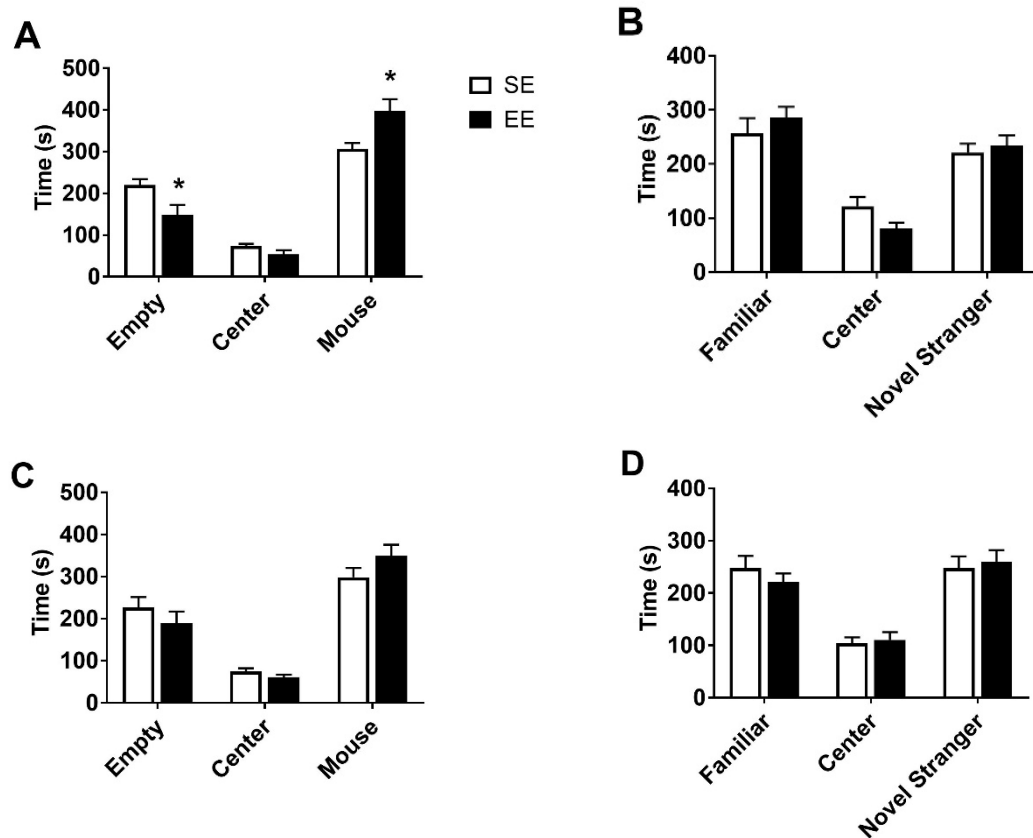 A
500
400
300
200
100
0
Time (s)
*
*
Empty
Center
Mouse
SE
EE
B
400
300
200
100
0
Time (s)
Familiar
Center
Novel Stranger
C
500
400
300
200
100
0
Time (s)
Empty
Center
Mouse
D
400
300
200
100
0
Time (s)
Familiar
Center
Novel Stranger